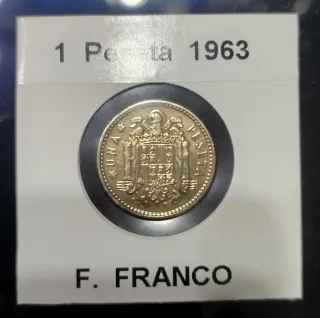 1 Peseta 1963
UNA PESETA
F. FRANCO